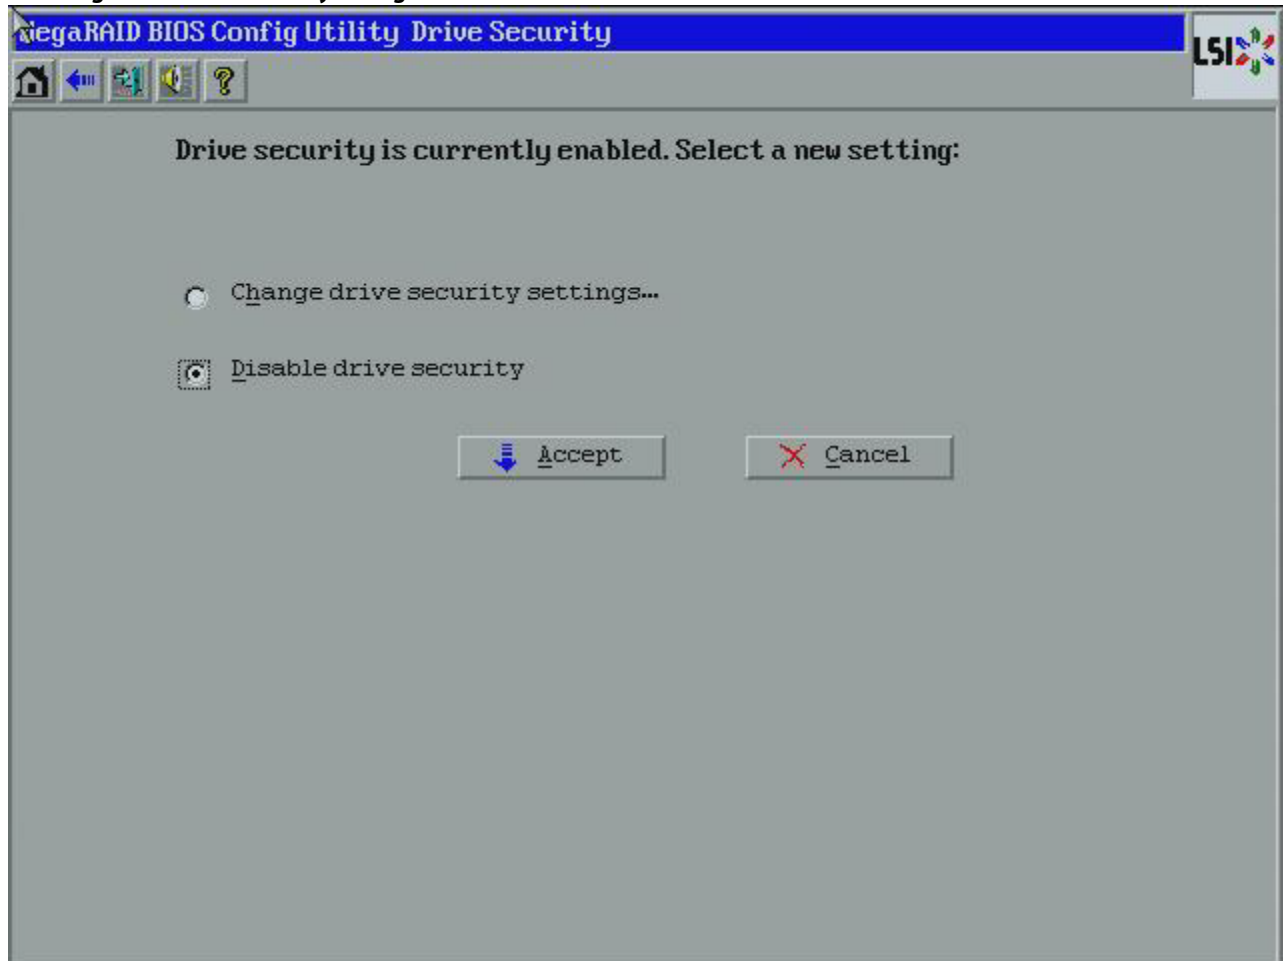 MegaRAID BIOS Config Utility Drive Security
LSI
?
Drive security is currently enabled. Select a new setting:
Change drive security settings...
Disable drive security
Accept
Cancel